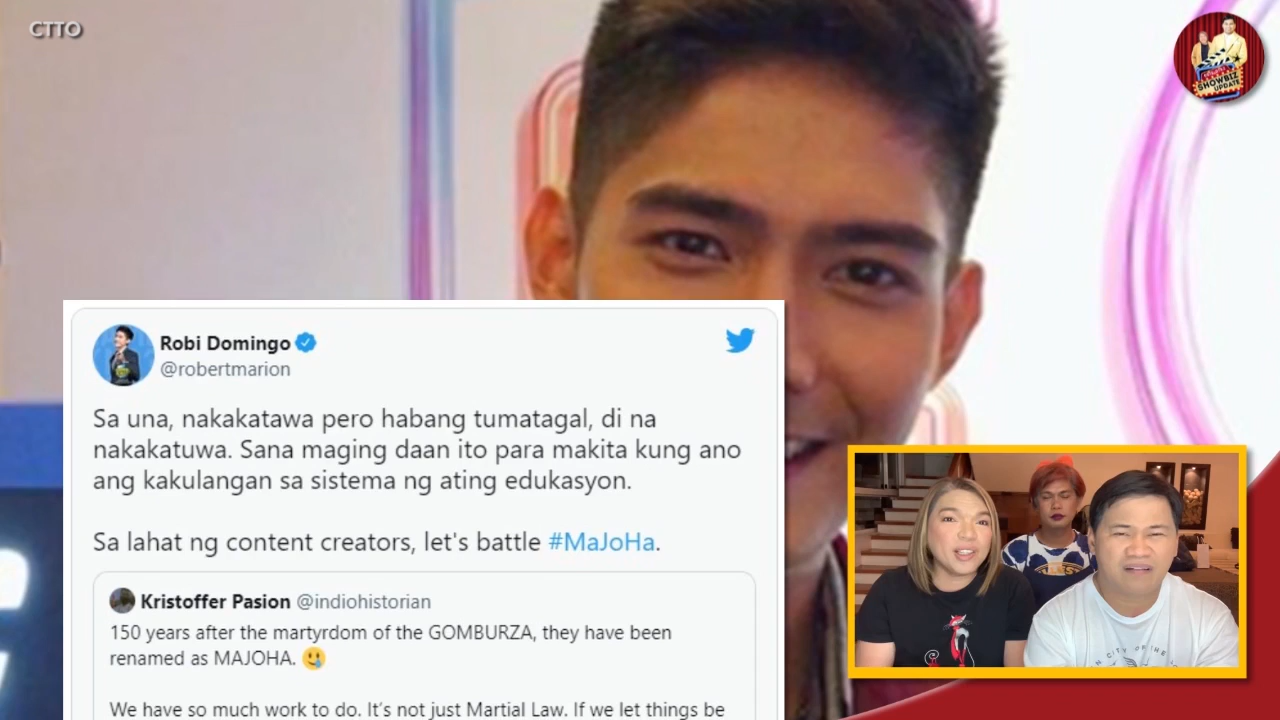 CTTO
SHOWBIZ
UPDATE
Robi Domingo
@robertmarion
Sa una, nakakatawa pero habang tumatagal, di na
nakakatuwa. Sana maging daan ito para makita kung ano
ang kakulangan sa sistema ng ating edukasyon.
Sa lahat ng content creators, let's battle #MaJoHa.
Kristoffer Pasion @indiohistorian
150 years after the martyrdom of the GOMBURZA, they have been
renamed as MAJOHA. 🥲
We have so much work to do. It's not just Martial Law. If we let things be